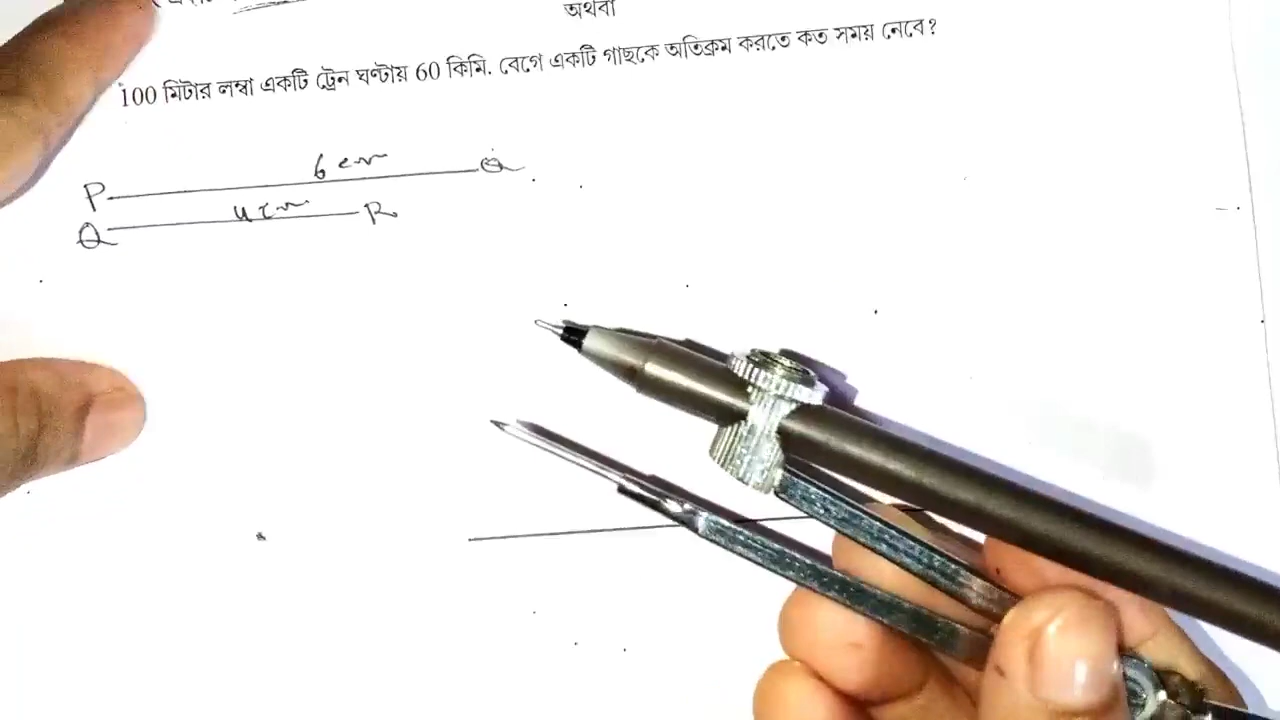 অথবা
100 মিটার লম্বা একটি ট্রেন ঘণ্টায় 60 কিমি. বেগে একটি গাছকে অতিক্রম করতে কত সময় নেবে?
P 6 cm Q
Q 4 cm R